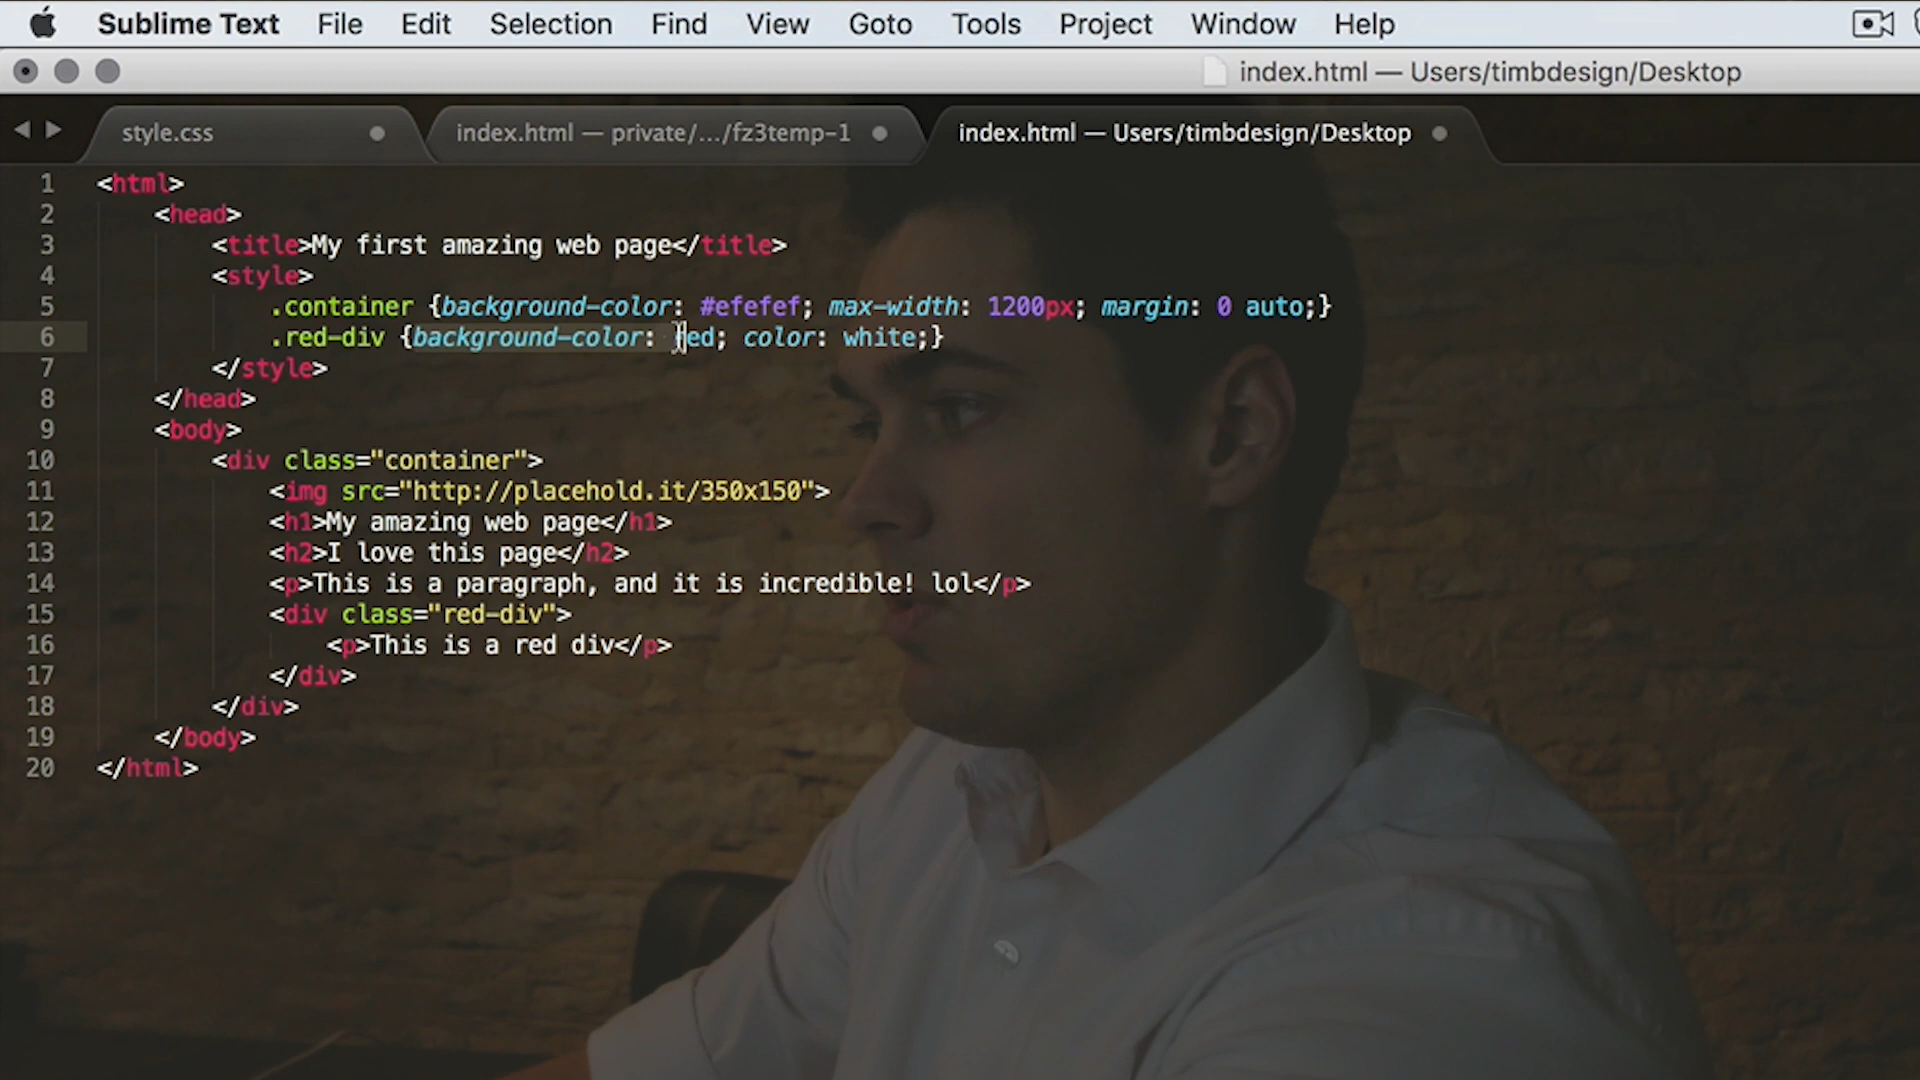 Sublime Text File Edit Selection Find View Goto Tools Project Window Help
index.html — Users/timbdesign/Desktop
style.css index.html — private/.../fz3temp-1 index.html — Users/timbdesign/Desktop
1 <html>
2 <head>
3 <title>My first amazing web page</title>
4 <style>
5 .container {background-color: #efefef; max-width: 1200px; margin: 0 auto;}
6 .red-div {background-color: red; color: white;}
7 </style>
8 </head>
9 <body>
10 <div class="container">
11 <img src="http://placehold.it/350x150">
12 <h1>My amazing web page</h1>
13 <h2>I love this page</h2>
14 <p>This is a paragraph, and it is incredible! lol</p>
15 <div class="red-div">
16 <p>This is a red div</p>
17 </div>
18 </div>
19 </body>
20 </html>